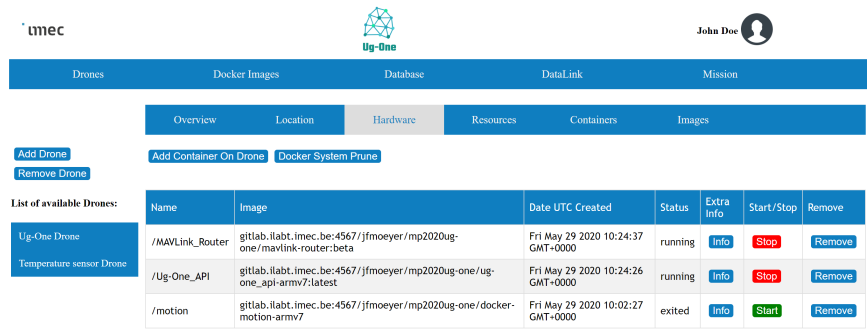 imec
Ug-One
John Doe
Drones Docker Images Database DataLink Mission
Overview Location Hardware Resources Containers Images
Add Drone
Remove Drone
Add Container On Drone Docker System Prune
List of available Drones:
Ug-One Drone
Temperature sensor Drone
Name Image Date UTC Created Status Extra Info Start/Stop Remove
/MAVLink_Router gitlab.ilabt.imec.be:4567/jfmoeyer/mp2020ug-
one/mavlink-router:beta Fri May 29 2020 10:24:37
GMT+0000 running Info Stop Remove
/Ug-One_API gitlab.ilabt.imec.be:4567/jfmoeyer/mp2020ug-one/ug-
one_api-armv7:latest Fri May 29 2020 10:24:26
GMT+0000 running Info Stop Remove
/motion gitlab.ilabt.imec.be:4567/jfmoeyer/mp2020ug-one/docker-
motion-armv7 Fri May 29 2020 10:02:27
GMT+0000 exited Info Start Remove